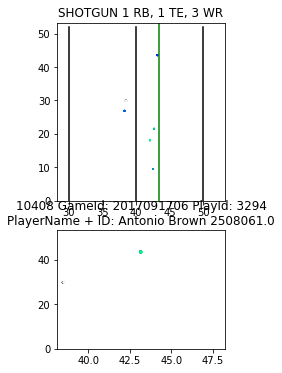 SHOTGUN 1 RB, 1 TE, 3 WR
50
40
30
20
10
0
30 35 40 45 50
10408 GameId: 2017091706 PlayId: 3294
PlayerName + ID: Antonio Brown 2508061.0
40
20
0
40.0 42.5 45.0 47.5